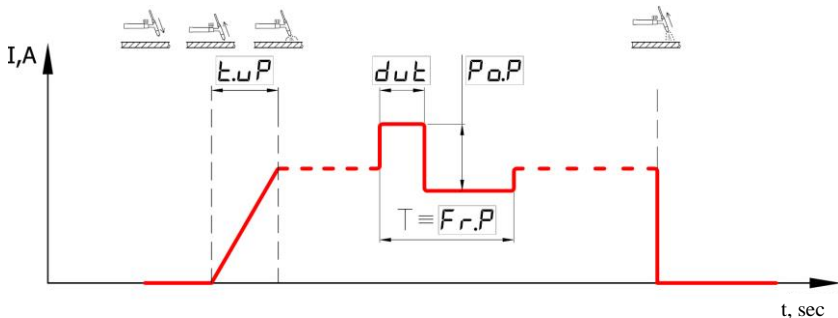 I,A
t.uP
dut
Po.P
T ≡ Fr.P
t, sec